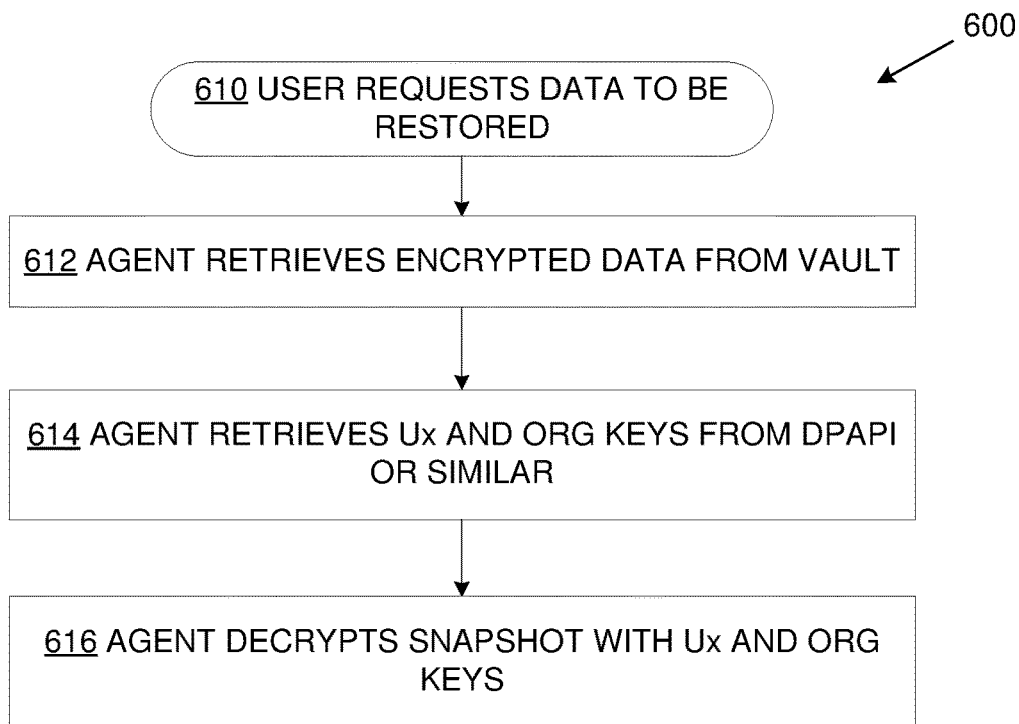 600
610 USER REQUESTS DATA TO BE
RESTORED
612 AGENT RETRIEVES ENCRYPTED DATA FROM VAULT
614 AGENT RETRIEVES Ux AND ORG KEYS FROM DPAPI
OR SIMILAR
616 AGENT DECRYPTS SNAPSHOT WITH Ux AND ORG
KEYS